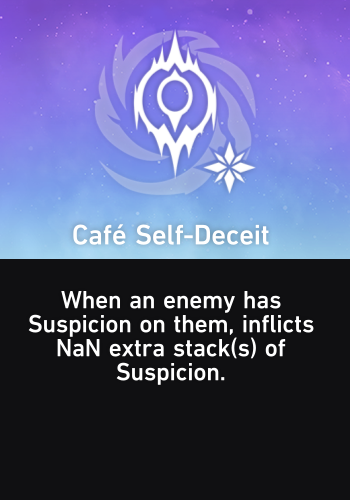 Café Self-Deceit
When an enemy has
Suspicion on them, inflicts
NaN extra stack(s) of
Suspicion.